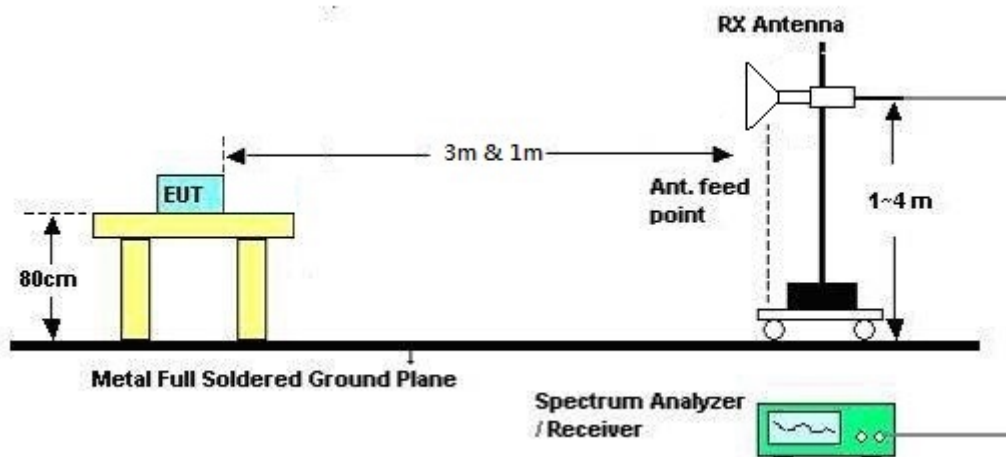 RX Antenna
3m & 1m
EUT
Ant. feed
point
1~4 m
80cm
Metal Full Soldered Ground Plane
Spectrum Analyzer
/ Receiver